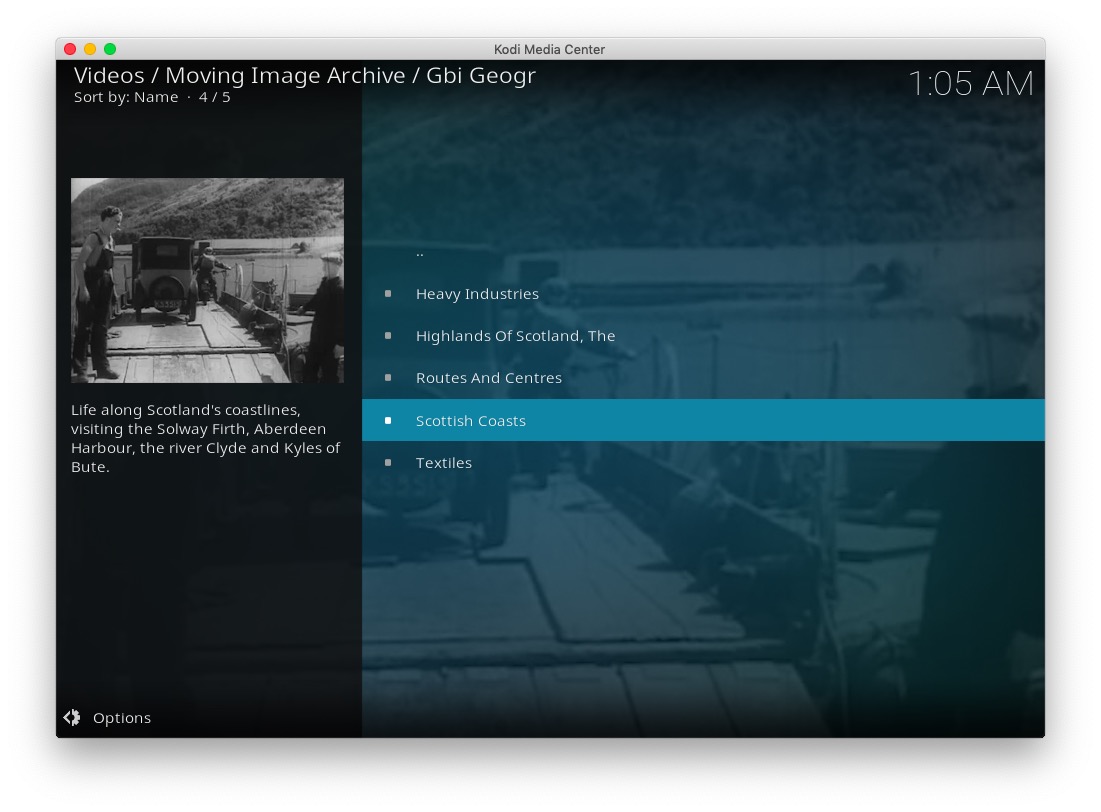 Kodi Media Center
Videos / Moving Image Archive / Gbi Geogr
Sort by: Name · 4 / 5
1:05 AM
Life along Scotland's coastlines,
visiting the Solway Firth, Aberdeen
Harbour, the river Clyde and Kyles of
Bute.
..
Heavy Industries
Highlands Of Scotland, The
Routes And Centres
Scottish Coasts
Textiles
Options